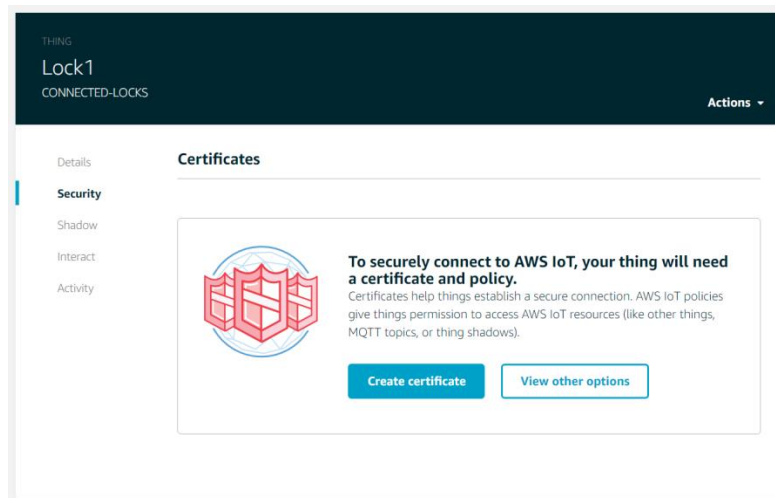 THING
Lock1
CONNECTED-LOCKS
Actions
Details
Security
Shadow
Interact
Activity
Certificates
To securely connect to AWS IoT, your thing will need
a certificate and policy.
Certificates help things establish a secure connection. AWS IoT policies
give things permission to access AWS IoT resources (like other things,
MQTT topics, or thing shadows).
Create certificate
View other options